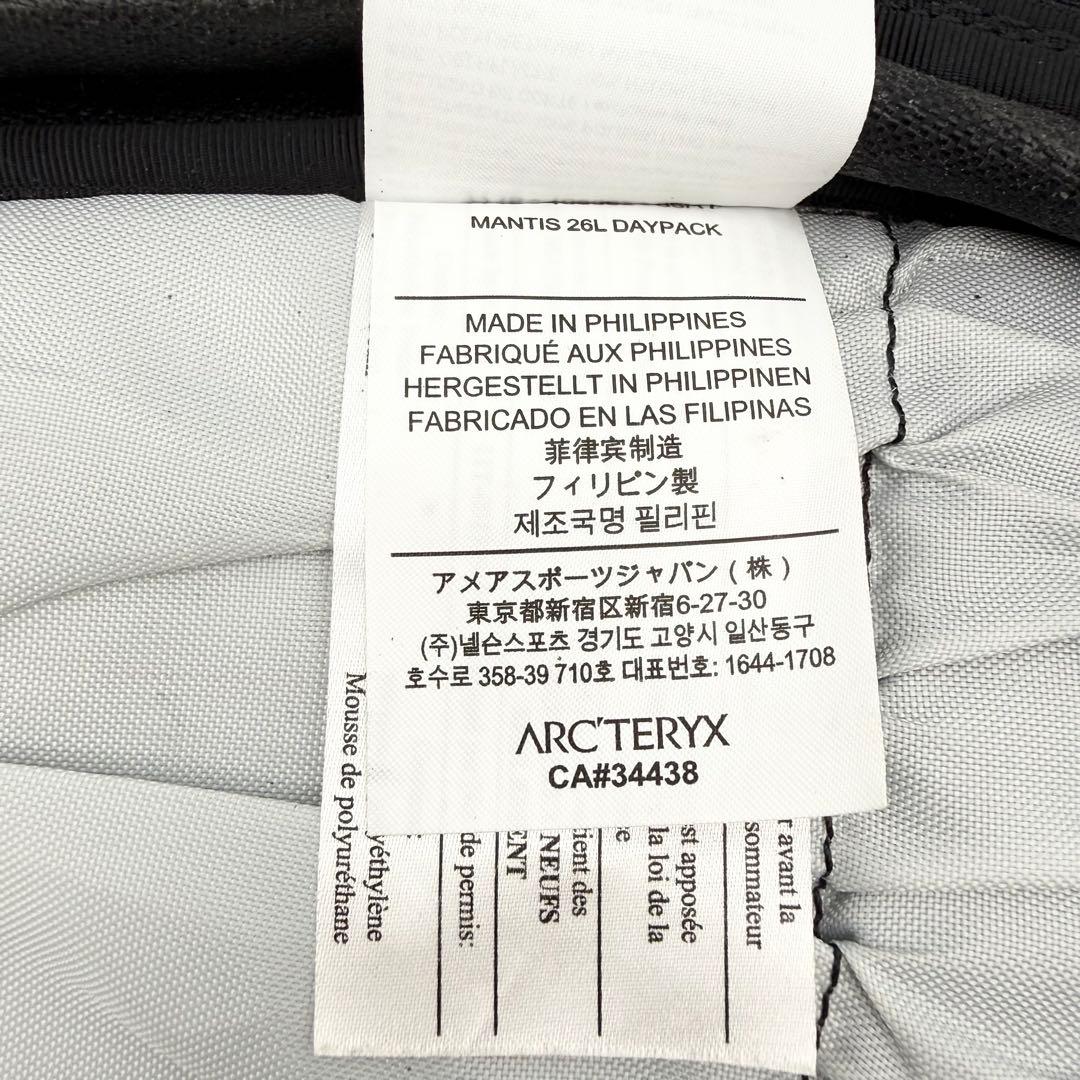 MANTIS 26L DAYPACK
MADE IN PHILIPPINES
FABRIQUÉ AUX PHILIPPINES
HERGESTELLT IN PHILIPPINEN
FABRICADO EN LAS FILIPINAS
菲律宾制造
フィリピン製
제조국명 필리핀
アメアスポーツジャパン(株)
東京都新宿区新宿6-27-30
(주)넬슨스포츠 경기도 고양시 일산동구
호수로 358-39 710호 대표번호: 1644-1708
ARC'TERYX
CA#34438
r avant la
sommateur
est apposée
la loi de la
ce
ient des
NEUFS
ENT
de permis:
yéthylène
Mousse de polyuréthane